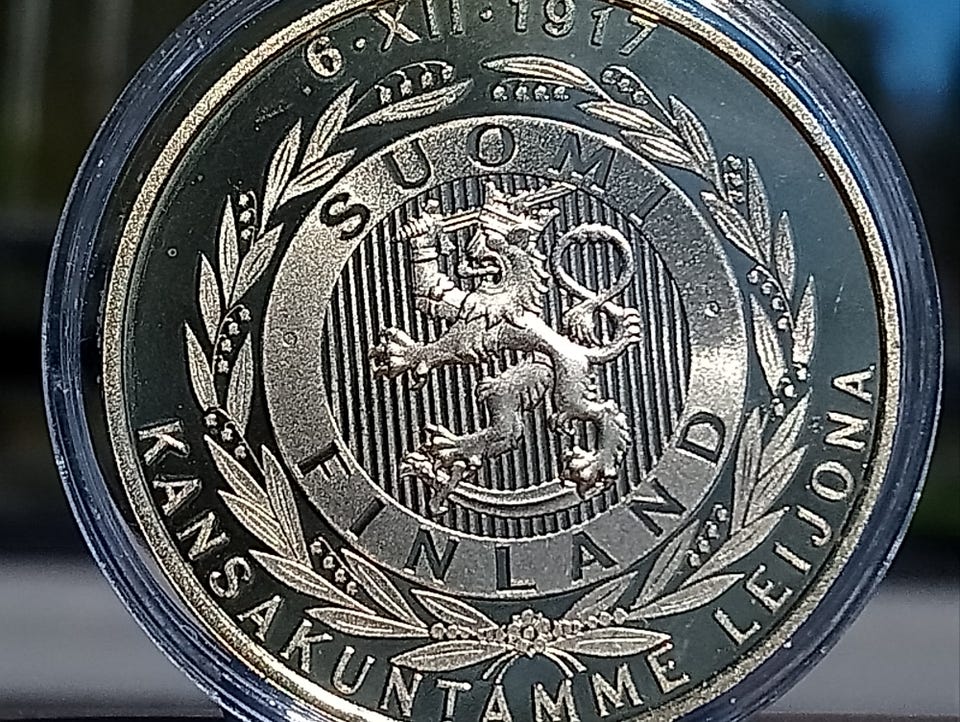 6·XII·1917
SUOMI
FINLAND
KANSAKUNTAMME LEIJONA